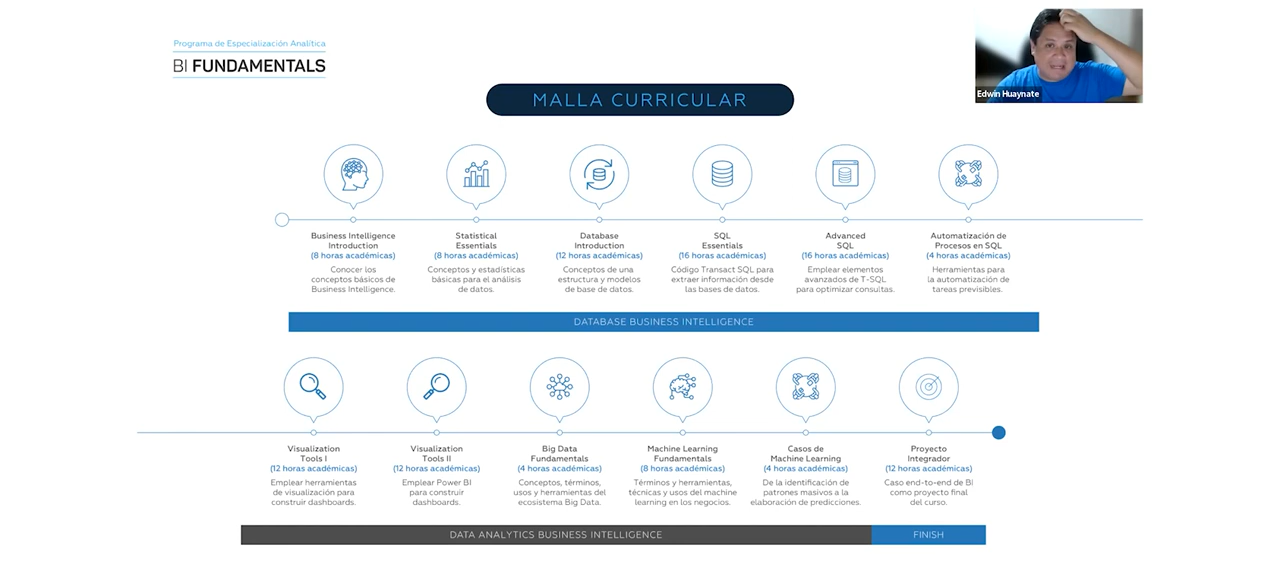 Programa de Especialización Analítica
BI FUNDAMENTALS
Edwin Huaynate
MALLA CURRICULAR
Business Intelligence
Introduction
(8 horas académicas)
Conocer los
conceptos básicos de
Business Intelligence.
Statistical
Essentials
(8 horas académicas)
Conceptos y estadísticas
básicas para el análisis
de datos.
Database
Introduction
(12 horas académicas)
Conceptos de una
estructura y modelos
de base de datos.
SQL
Essentials
(16 horas académicas)
Código Transact SQL para
extraer información desde
las bases de datos.
Advanced
SQL
(16 horas académicas)
Emplear elementos
avanzados de T-SQL
para optimizar consultas.
Automatización de
Procesos en SQL
(4 horas académicas)
Herramientas para
la automatización de
tareas previsibles.
DATABASE BUSINESS INTELLIGENCE
Visualization
Tools I
(12 horas académicas)
Emplear herramientas
de visualización para
construir dashboards.
Visualization
Tools II
(12 horas académicas)
Emplear Power BI
para construir
dashboards.
Big Data
Fundamentals
(4 horas académicas)
Conceptos, términos,
usos y herramientas del
ecosistema Big Data.
Machine Learning
Fundamentals
(8 horas académicas)
Términos y herramientas,
técnicas y usos del machine
learning en los negocios.
Casos de
Machine Learning
(4 horas académicas)
De la identificación de
patrones masivos a la
elaboración de predicciones.
Proyecto
Integrador
(12 horas académicas)
Caso end-to-end de BI
como proyecto final
del curso.
DATA ANALYTICS BUSINESS INTELLIGENCE
FINISH